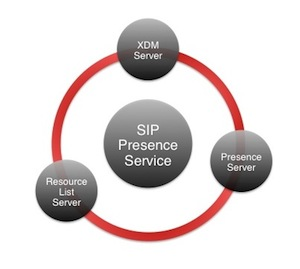 XDM
Server
SIP
Presence
Service
Presence
Server
Resource
List
Server